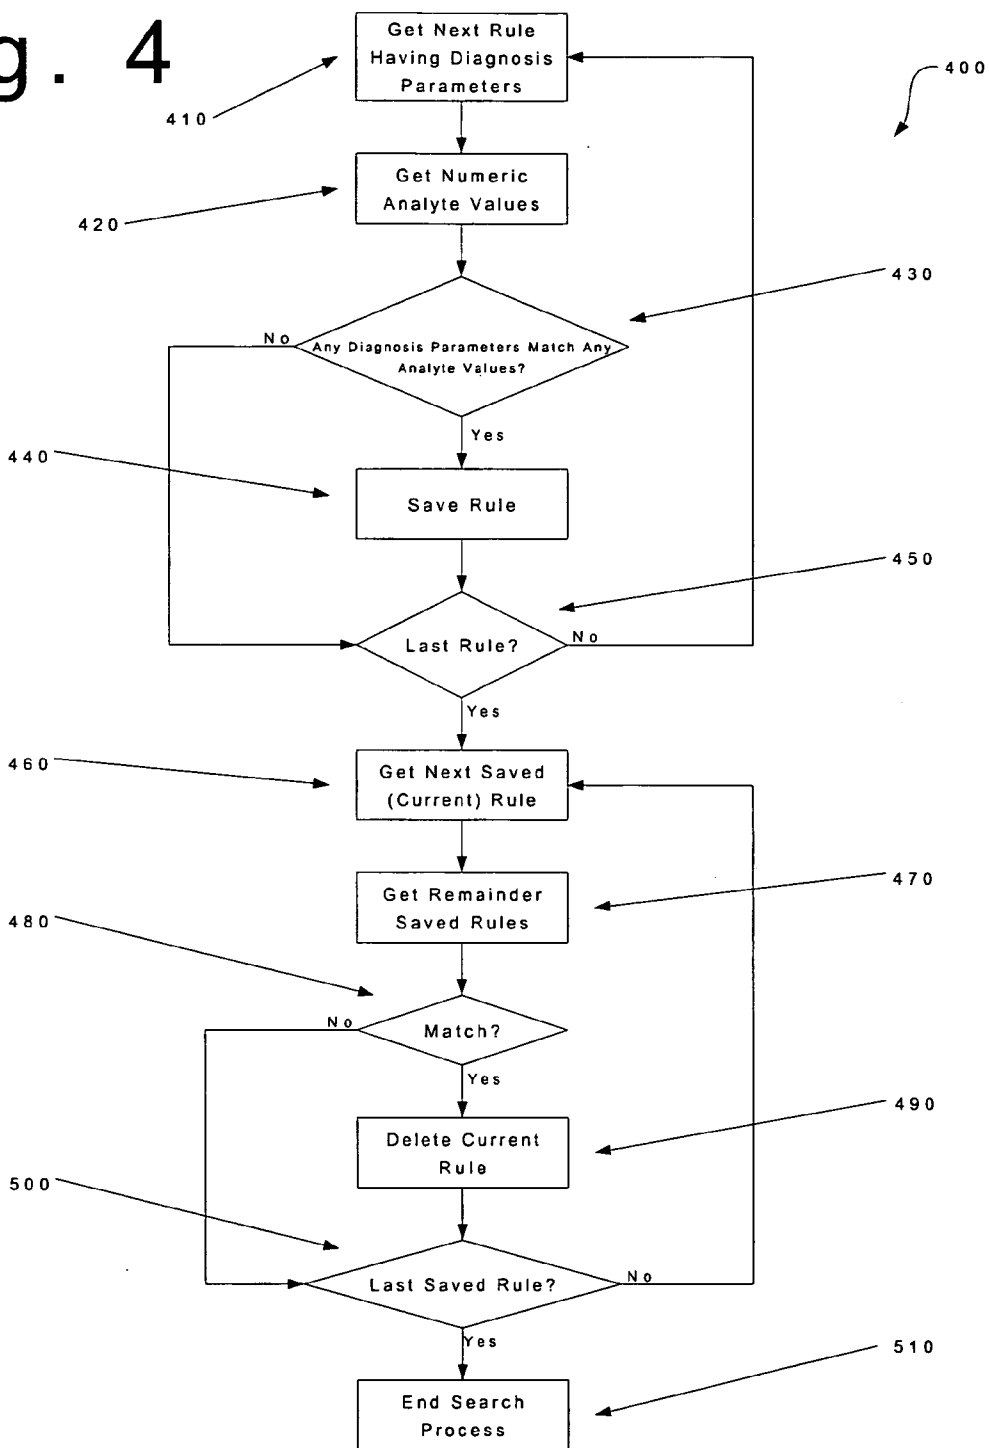 g. 4
Get Next Rule
Having Diagnosis
Parameters
400
410
Get Numeric
Analyte Values
420
430
No
Any Diagnosis Parameters Match Any
Analyte Values?
Yes
440
Save Rule
450
Last Rule?
No
Yes
460
Get Next Saved
(Current) Rule
470
Get Remainder
Saved Rules
480
No
Match?
Yes
490
Delete Current
Rule
500
Last Saved Rule?
No
Yes
510
End Search
Process